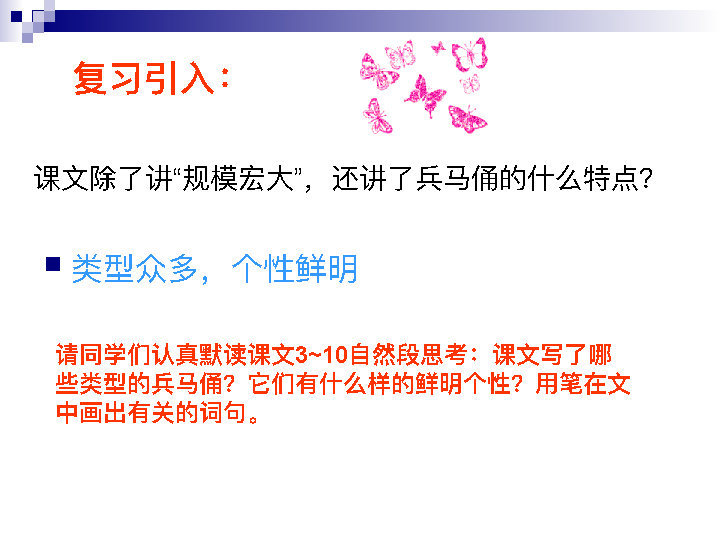 复习引入：
课文除了讲“规模宏大”，还讲了兵马俑的什么特点？
类型众多，个性鲜明
请同学们认真默读课文3~10自然段思考：课文写了哪
些类型的兵马俑？它们有什么样的鲜明个性？用笔在文
中画出有关的词句。